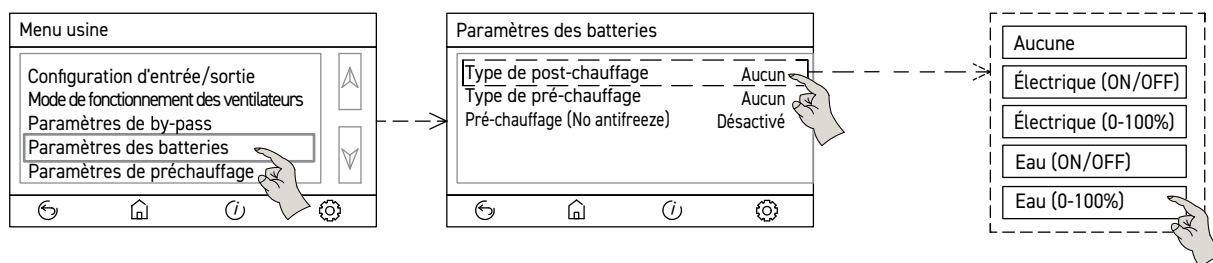 Menu usine
Configuration d'entrée/sortie
Mode de fonctionnement des ventilateurs
Paramètres de by-pass
Paramètres des batteries
Paramètres de préchauffage
i
Paramètres des batteries
Type de post-chauffage Aucun
Type de pré-chauffage Aucun
Pré-chauffage (No antifreeze) Désactivé
i
Aucune
Électrique (ON/OFF)
Électrique (0-100%)
Eau (ON/OFF)
Eau (0-100%)